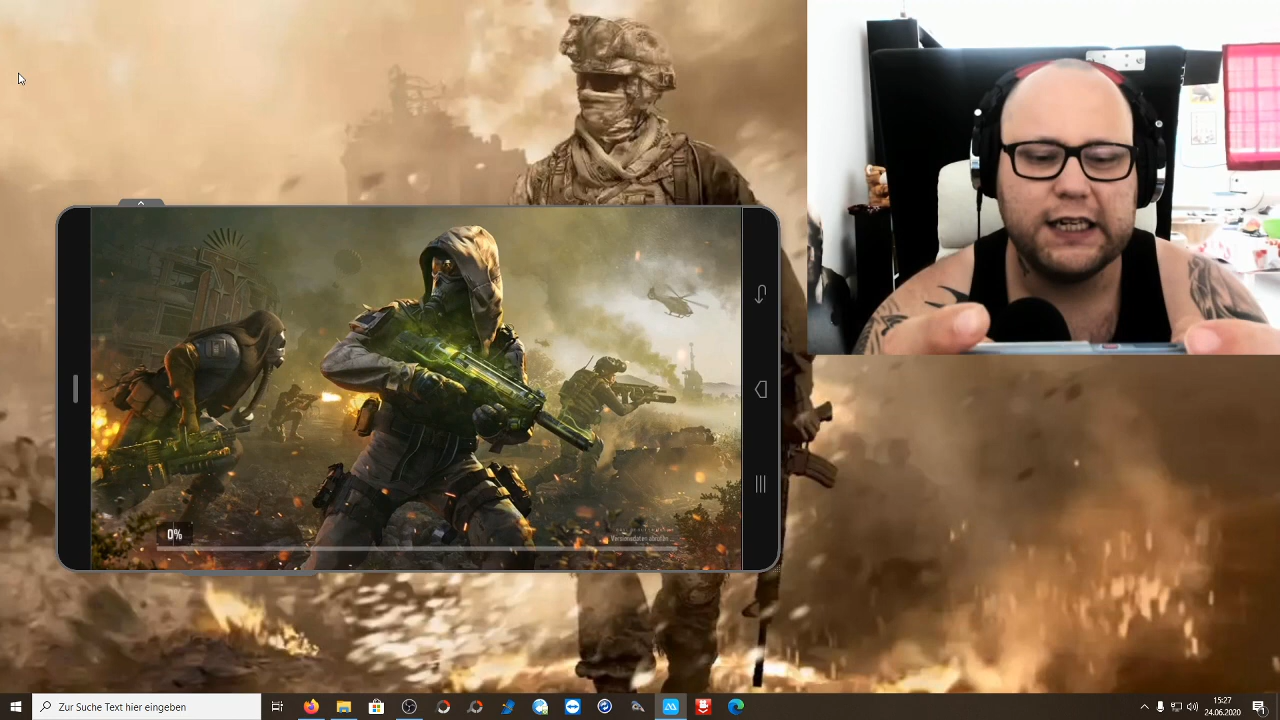 0%
Versionsdaten abrufen...
Zur Suche Text hier eingeben
15:27
24.06.2020